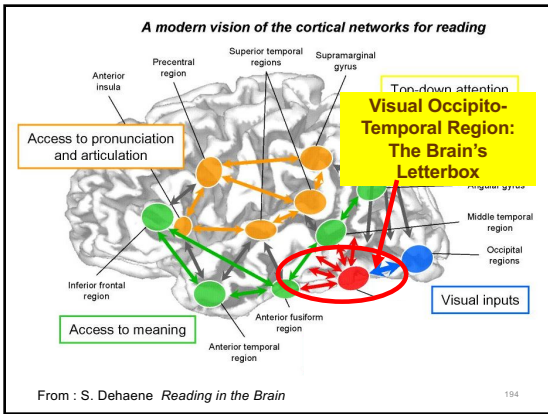 A modern vision of the cortical networks for reading
Superior temporal
regions
Supramarginal
gyrus
Precentral
region
Anterior
insula
Top-down attention
Visual Occipito-
Temporal Region:
The Brain's
Letterbox
Access to pronunciation
and articulation
Angular gyrus
Middle temporal
region
Occipital
regions
Inferior frontal
region
Visual inputs
Access to meaning
Anterior fusiform
region
Anterior temporal
region
From : S. Dehaene Reading in the Brain
194